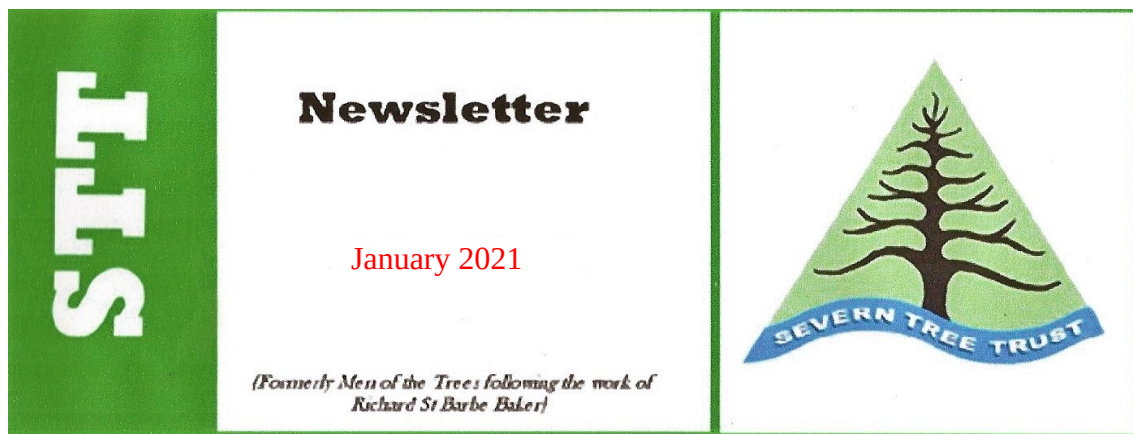 STT
Newsletter
January 2021
(Formerly Men of the Trees following the work of
Richard St Barbe Baker)
SEVERN TREE TRUST